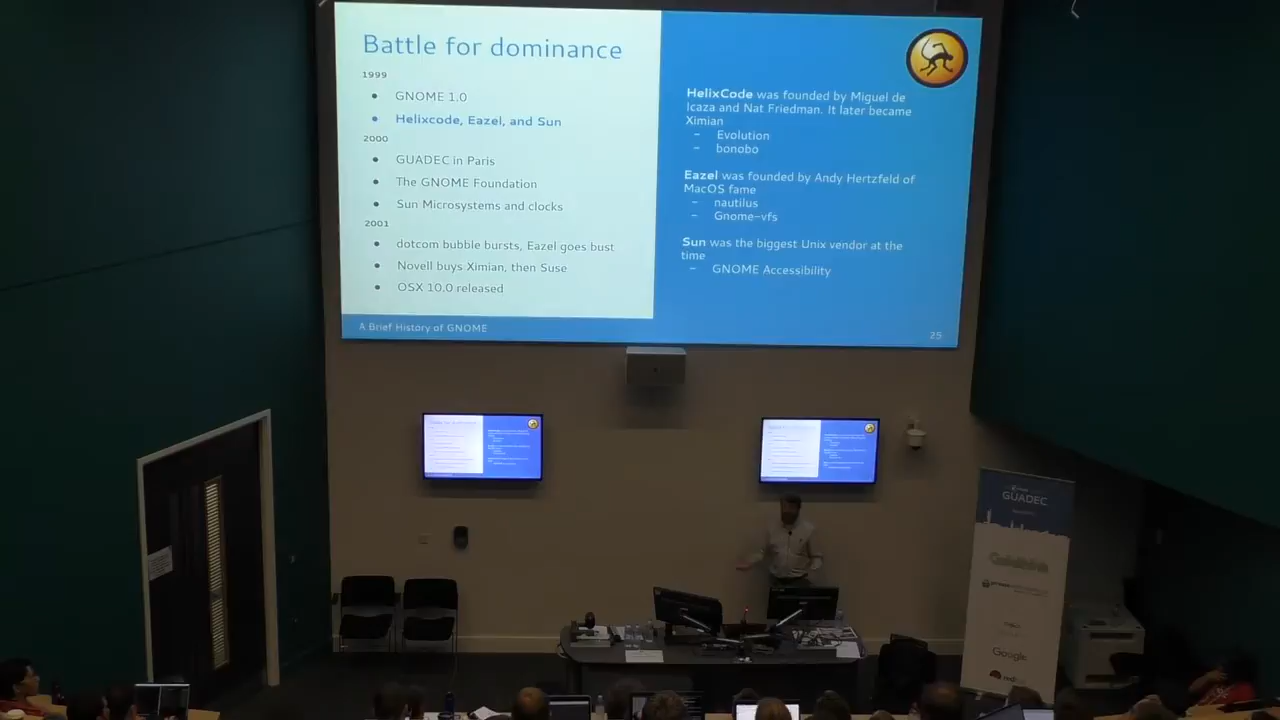 Battle for dominance
1999
• GNOME 1.0
• Helixcode, Eazel, and Sun
2000
• GUADEC in Paris
• The GNOME Foundation
• Sun Microsystems and clocks
2001
• dotcom bubble bursts, Eazel goes bust
• Novell buys Ximian, then Suse
• OSX 10.0 released
A Brief History of GNOME
HelixCode was founded by Miguel de
Icaza and Nat Friedman. It later became
Ximian
– Evolution
– bonobo
Eazel was founded by Andy Hertzfeld of
MacOS fame
– nautilus
– Gnome-vfs
Sun was the biggest Unix vendor at the
time
– GNOME Accessibility
25
GUADEC
Google